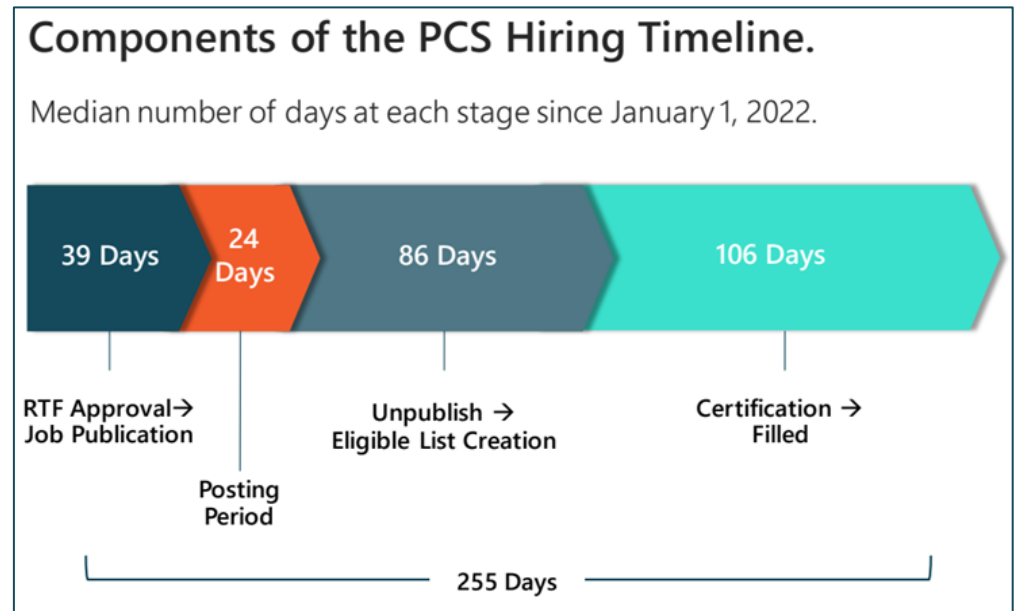 Components of the PCS Hiring Timeline.
Median number of days at each stage since January 1, 2022.
39 Days
24
Days
86 Days
106 Days
RTF Approval→
Job Publication
Posting
Period
Unpublish →
Eligible List Creation
Certification →
Filled
255 Days